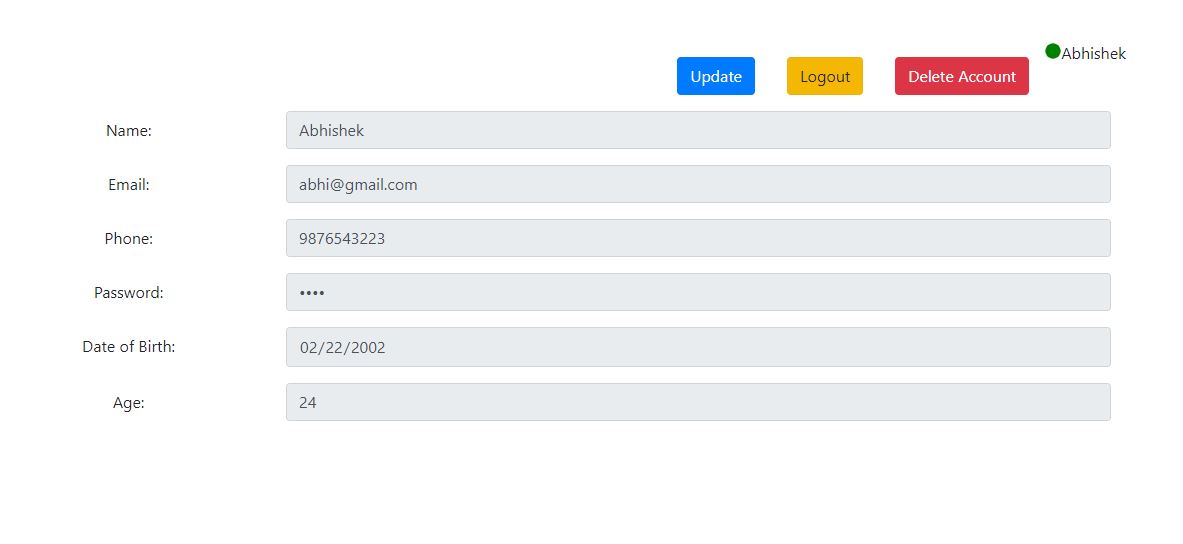 Abhishek
Update Logout Delete Account
Name: Abhishek
Email: abhi@gmail.com
Phone: 9876543223
Password: ••••
Date of Birth: 02/22/2002
Age: 24